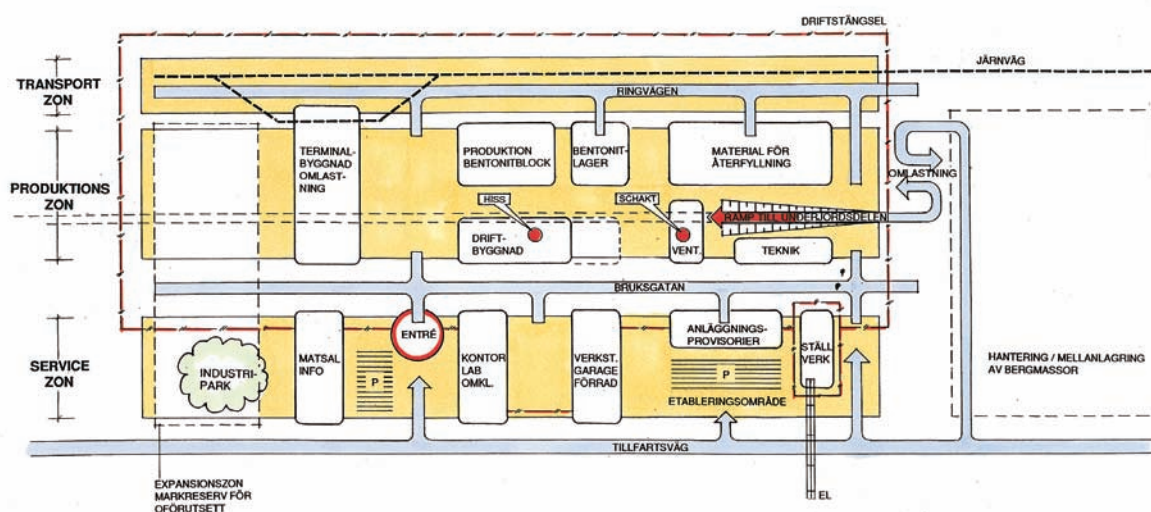 DRIFTSTÄNGSEL
JÄRNVÄG
TRANSPORT
ZON
RINGVÄGEN
TERMINAL-
BYGGNAD
OMLAST-
NING
PRODUKTION
BENTONITBLOCK
BENTONIT-
LAGER
MATERIAL FÖR
ÅTERFYLLNING
OMLASTNING
PRODUKTIONS
ZON
HISS
SCHAKT
RAMP TILL UNDERJORDSDELEN
DRIFT-
BYGGNAD
VENT.
TEKNIK
BRUKSGATAN
SERVICE
ZON
INDUSTRI-
PARK
MATSAL
INFO
P
ENTRÉ
KONTOR
LAB
OMKL.
VERKST.
GARAGE
FÖRRÅD
ANLÄGGNINGS-
PROVISORIER
P
ETABLERINGSOMRÅDE
STÄLL
VERK
HANTERING / MELLANLAGRING
AV BERGMASSOR
TILLFARTSVÄG
EXPANSIONSZON
MARKRESERV FÖR
OFÖRUTSETT
EL